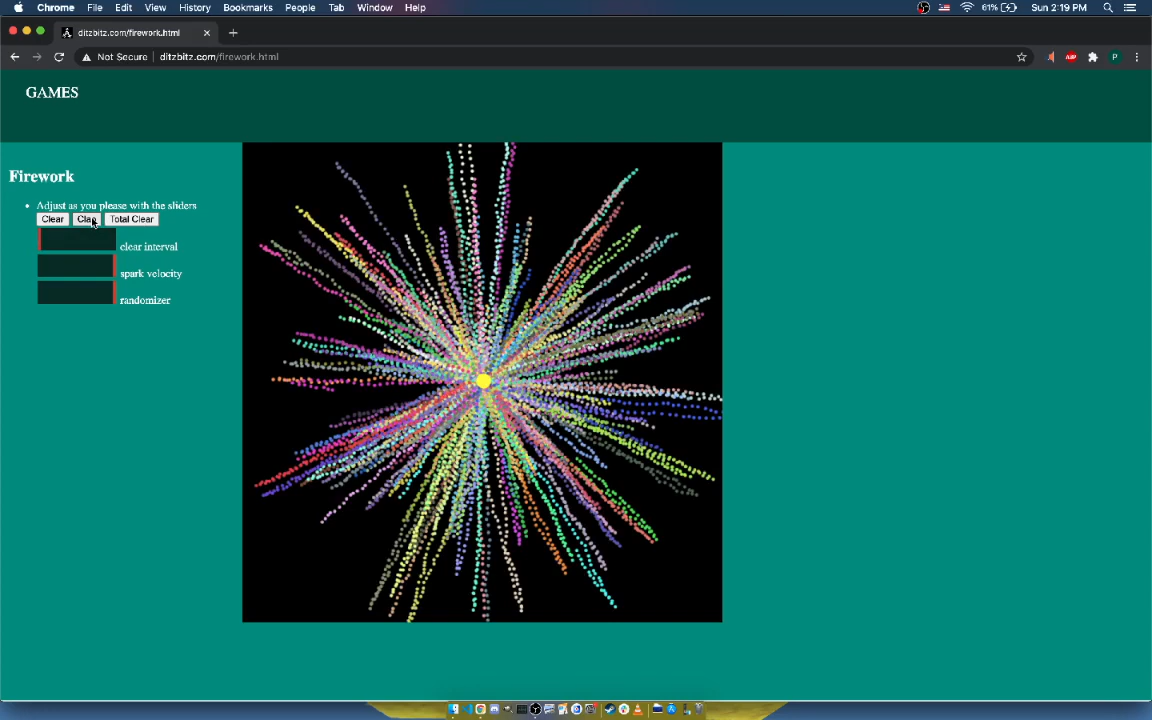 Chrome File Edit View History Bookmarks People Tab Window Help 61% Sun 2:19 PM
ditzbitz.com/firework.html
Not Secure ditzbitz.com/firework.html
GAMES
Firework
Adjust as you please with the sliders
Clear Total Clear
clear interval
spark velocity
randomizer